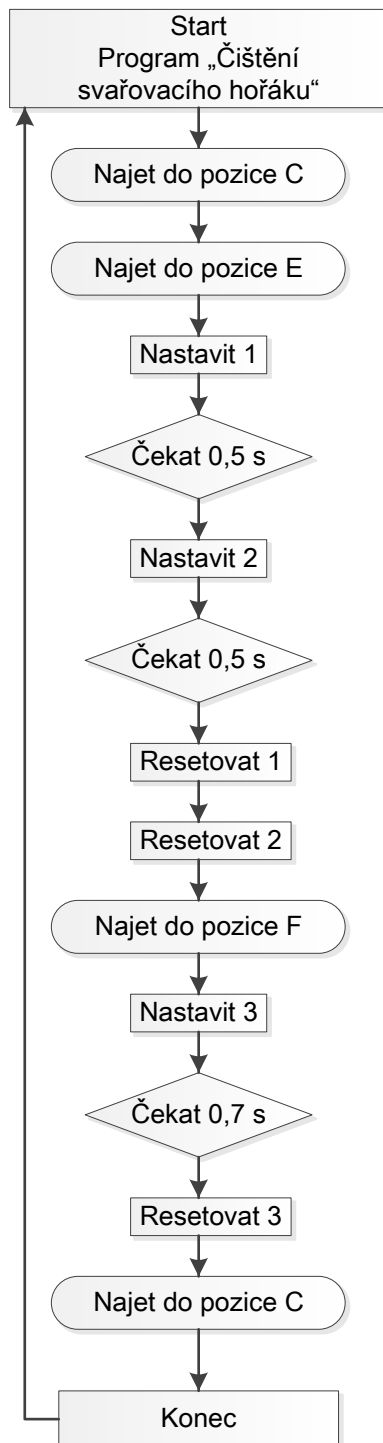 Start
Program „Čištění
svařovacího hořáku“
Najet do pozice C
Najet do pozice E
Nastavit 1
Čekat 0,5 s
Nastavit 2
Čekat 0,5 s
Resetovat 1
Resetovat 2
Najet do pozice F
Nastavit 3
Čekat 0,7 s
Resetovat 3
Najet do pozice C
Konec